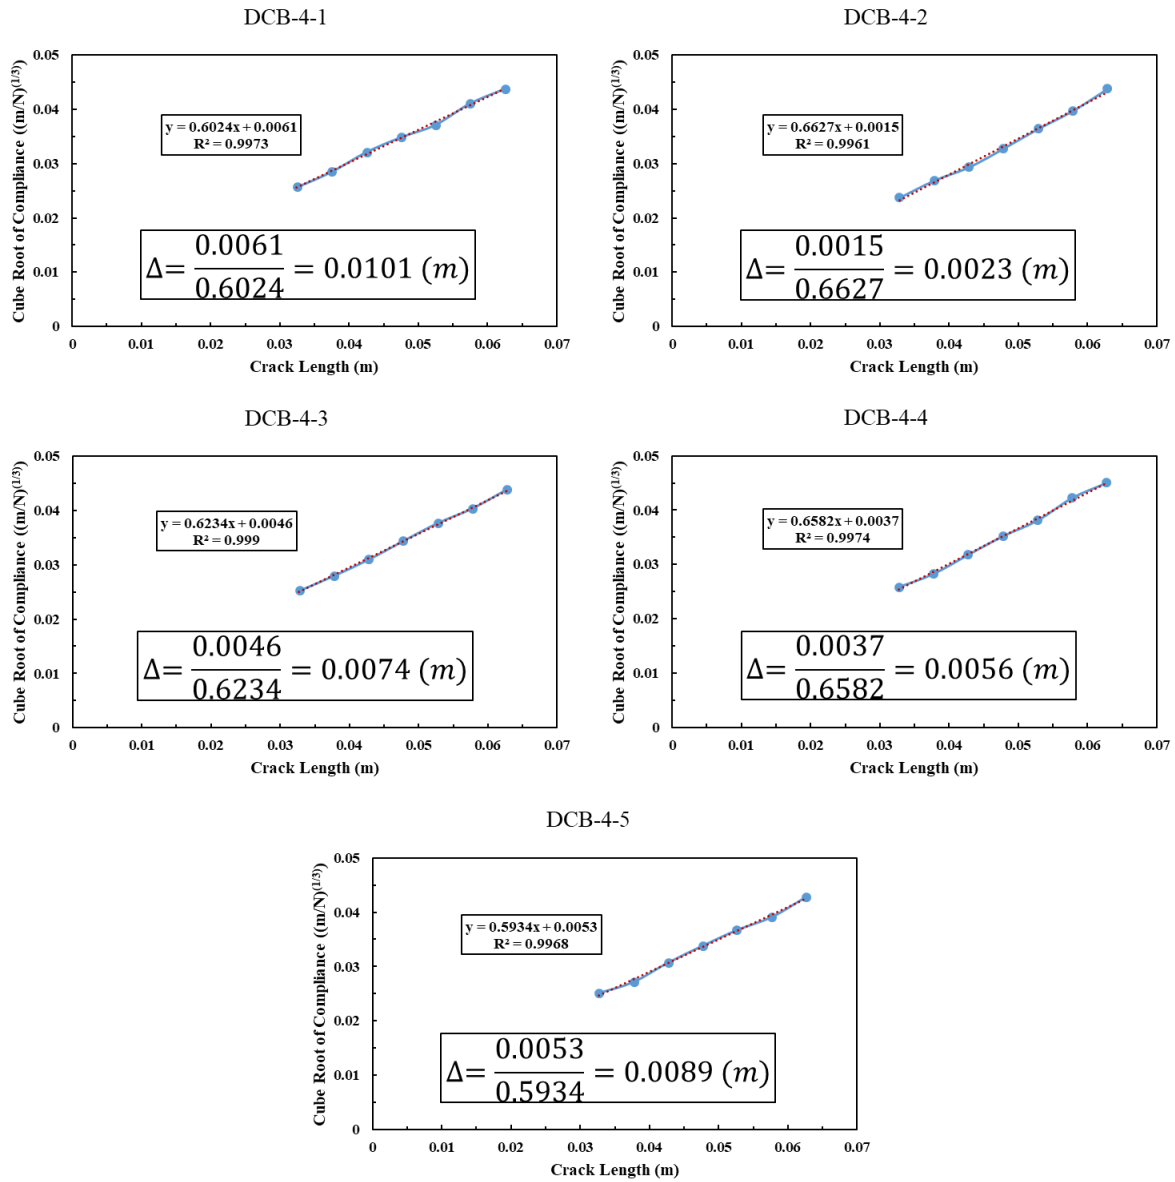 DCB-4-1
Cube Root of Compliance ((m/N)^(1/3))
0.05
0.04
0.03
0.02
0.01
0
y = 0.6024x + 0.0061
R² = 0.9973
Δ= 0.0061/0.6024 = 0.0101 (m)
0 0.01 0.02 0.03 0.04 0.05 0.06 0.07
Crack Length (m)
DCB-4-2
Cube Root of Compliance ((m/N)^(1/3))
0.05
0.04
0.03
0.02
0.01
0
y = 0.6627x + 0.0015
R² = 0.9961
Δ= 0.0015/0.6627 = 0.0023 (m)
0 0.01 0.02 0.03 0.04 0.05 0.06 0.07
Crack Length (m)
DCB-4-3
Cube Root of Compliance ((m/N)^(1/3))
0.05
0.04
0.03
0.02
0.01
0
y = 0.6234x + 0.0046
R² = 0.999
Δ= 0.0046/0.6234 = 0.0074 (m)
0 0.01 0.02 0.03 0.04 0.05 0.06 0.07
Crack Length (m)
DCB-4-4
Cube Root of Compliance ((m/N)^(1/3))
0.05
0.04
0.03
0.02
0.01
0
y = 0.6582x + 0.0037
R² = 0.9974
Δ= 0.0037/0.6582 = 0.0056 (m)
0 0.01 0.02 0.03 0.04 0.05 0.06 0.07
Crack Length (m)
DCB-4-5
Cube Root of Compliance ((m/N)^(1/3))
0.05
0.04
0.03
0.02
0.01
0
y = 0.5934x + 0.0053
R² = 0.9968
Δ= 0.0053/0.5934 = 0.0089 (m)
0 0.01 0.02 0.03 0.04 0.05 0.06 0.07
Crack Length (m)